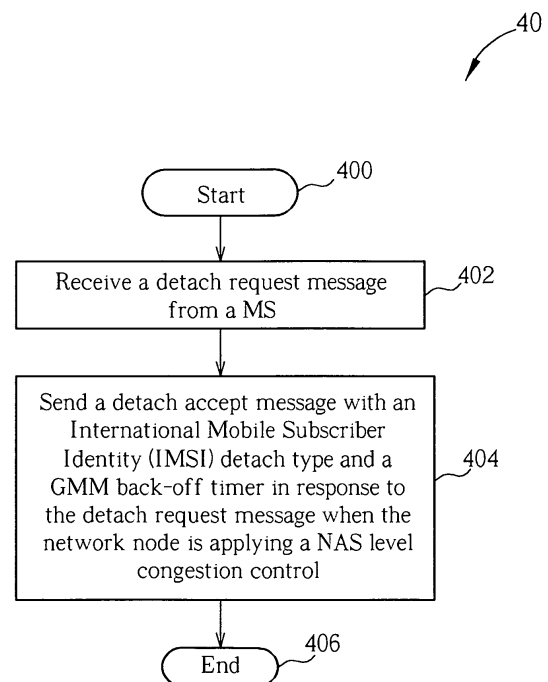 40
Start
400
Receive a detach request message
from a MS
402
Send a detach accept message with an
International Mobile Subscriber
Identity (IMSI) detach type and a
GMM back-off timer in response to
the detach request message when the
network node is applying a NAS level
congestion control
404
End
406